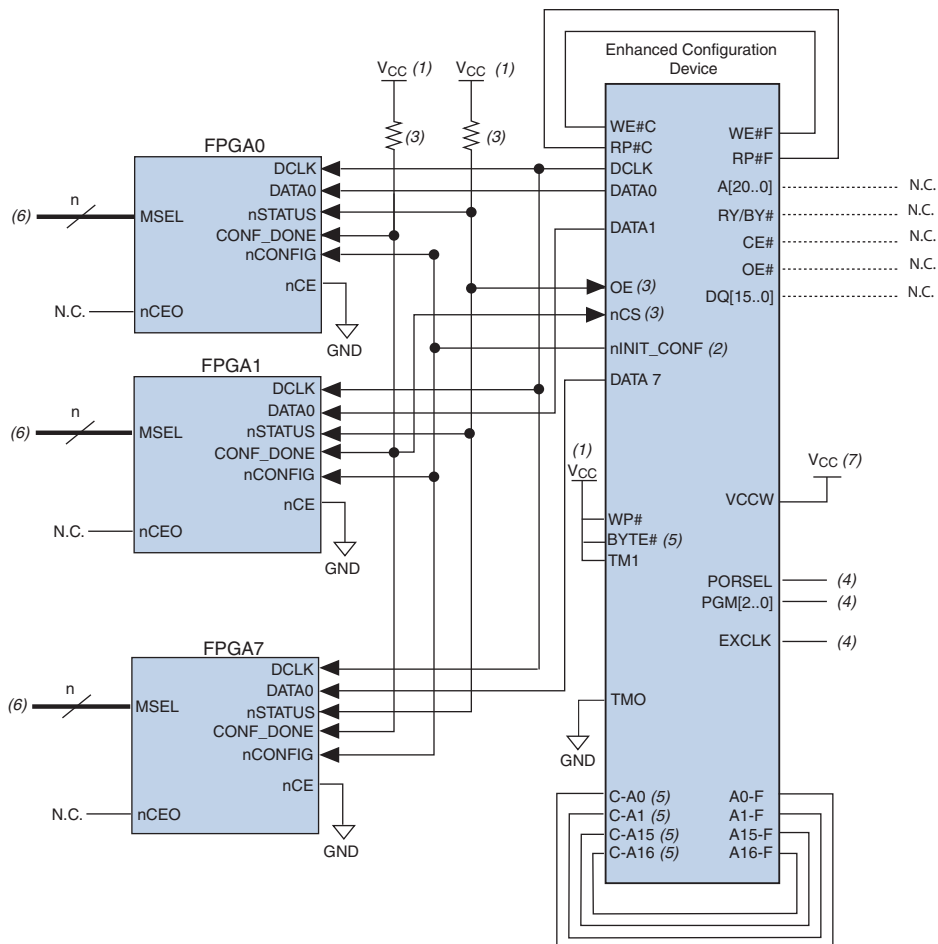 Enhanced Configuration
Device
VCC (1)
VCC (1)
(3)
(3)
FPGA0
DCLK
DATA0
nSTATUS
CONF_DONE
nCONFIG
nCE
GND
n
(6)
MSEL
N.C.
nCEO
FPGA1
DCLK
DATA0
nSTATUS
CONF_DONE
nCONFIG
nCE
GND
n
(6)
MSEL
N.C.
nCEO
FPGA7
DCLK
DATA0
nSTATUS
CONF_DONE
nCONFIG
nCE
GND
n
(6)
MSEL
N.C.
nCEO
WE#C
RP#C
DCLK
DATA0
DATA1
OE (3)
nCS (3)
nINIT_CONF (2)
DATA 7
(1)
VCC
WP#
BYTE# (5)
TM1
TMO
GND
C-A0 (5)
C-A1 (5)
C-A15 (5)
C-A16 (5)
WE#F
RP#F
A[20..0] N.C.
RY/BY# N.C.
CE# N.C.
OE# N.C.
DQ[15..0] N.C.
VCC (7)
VCCW
PORSEL (4)
PGM[2..0] (4)
EXCLK (4)
A0-F
A1-F
A15-F
A16-F